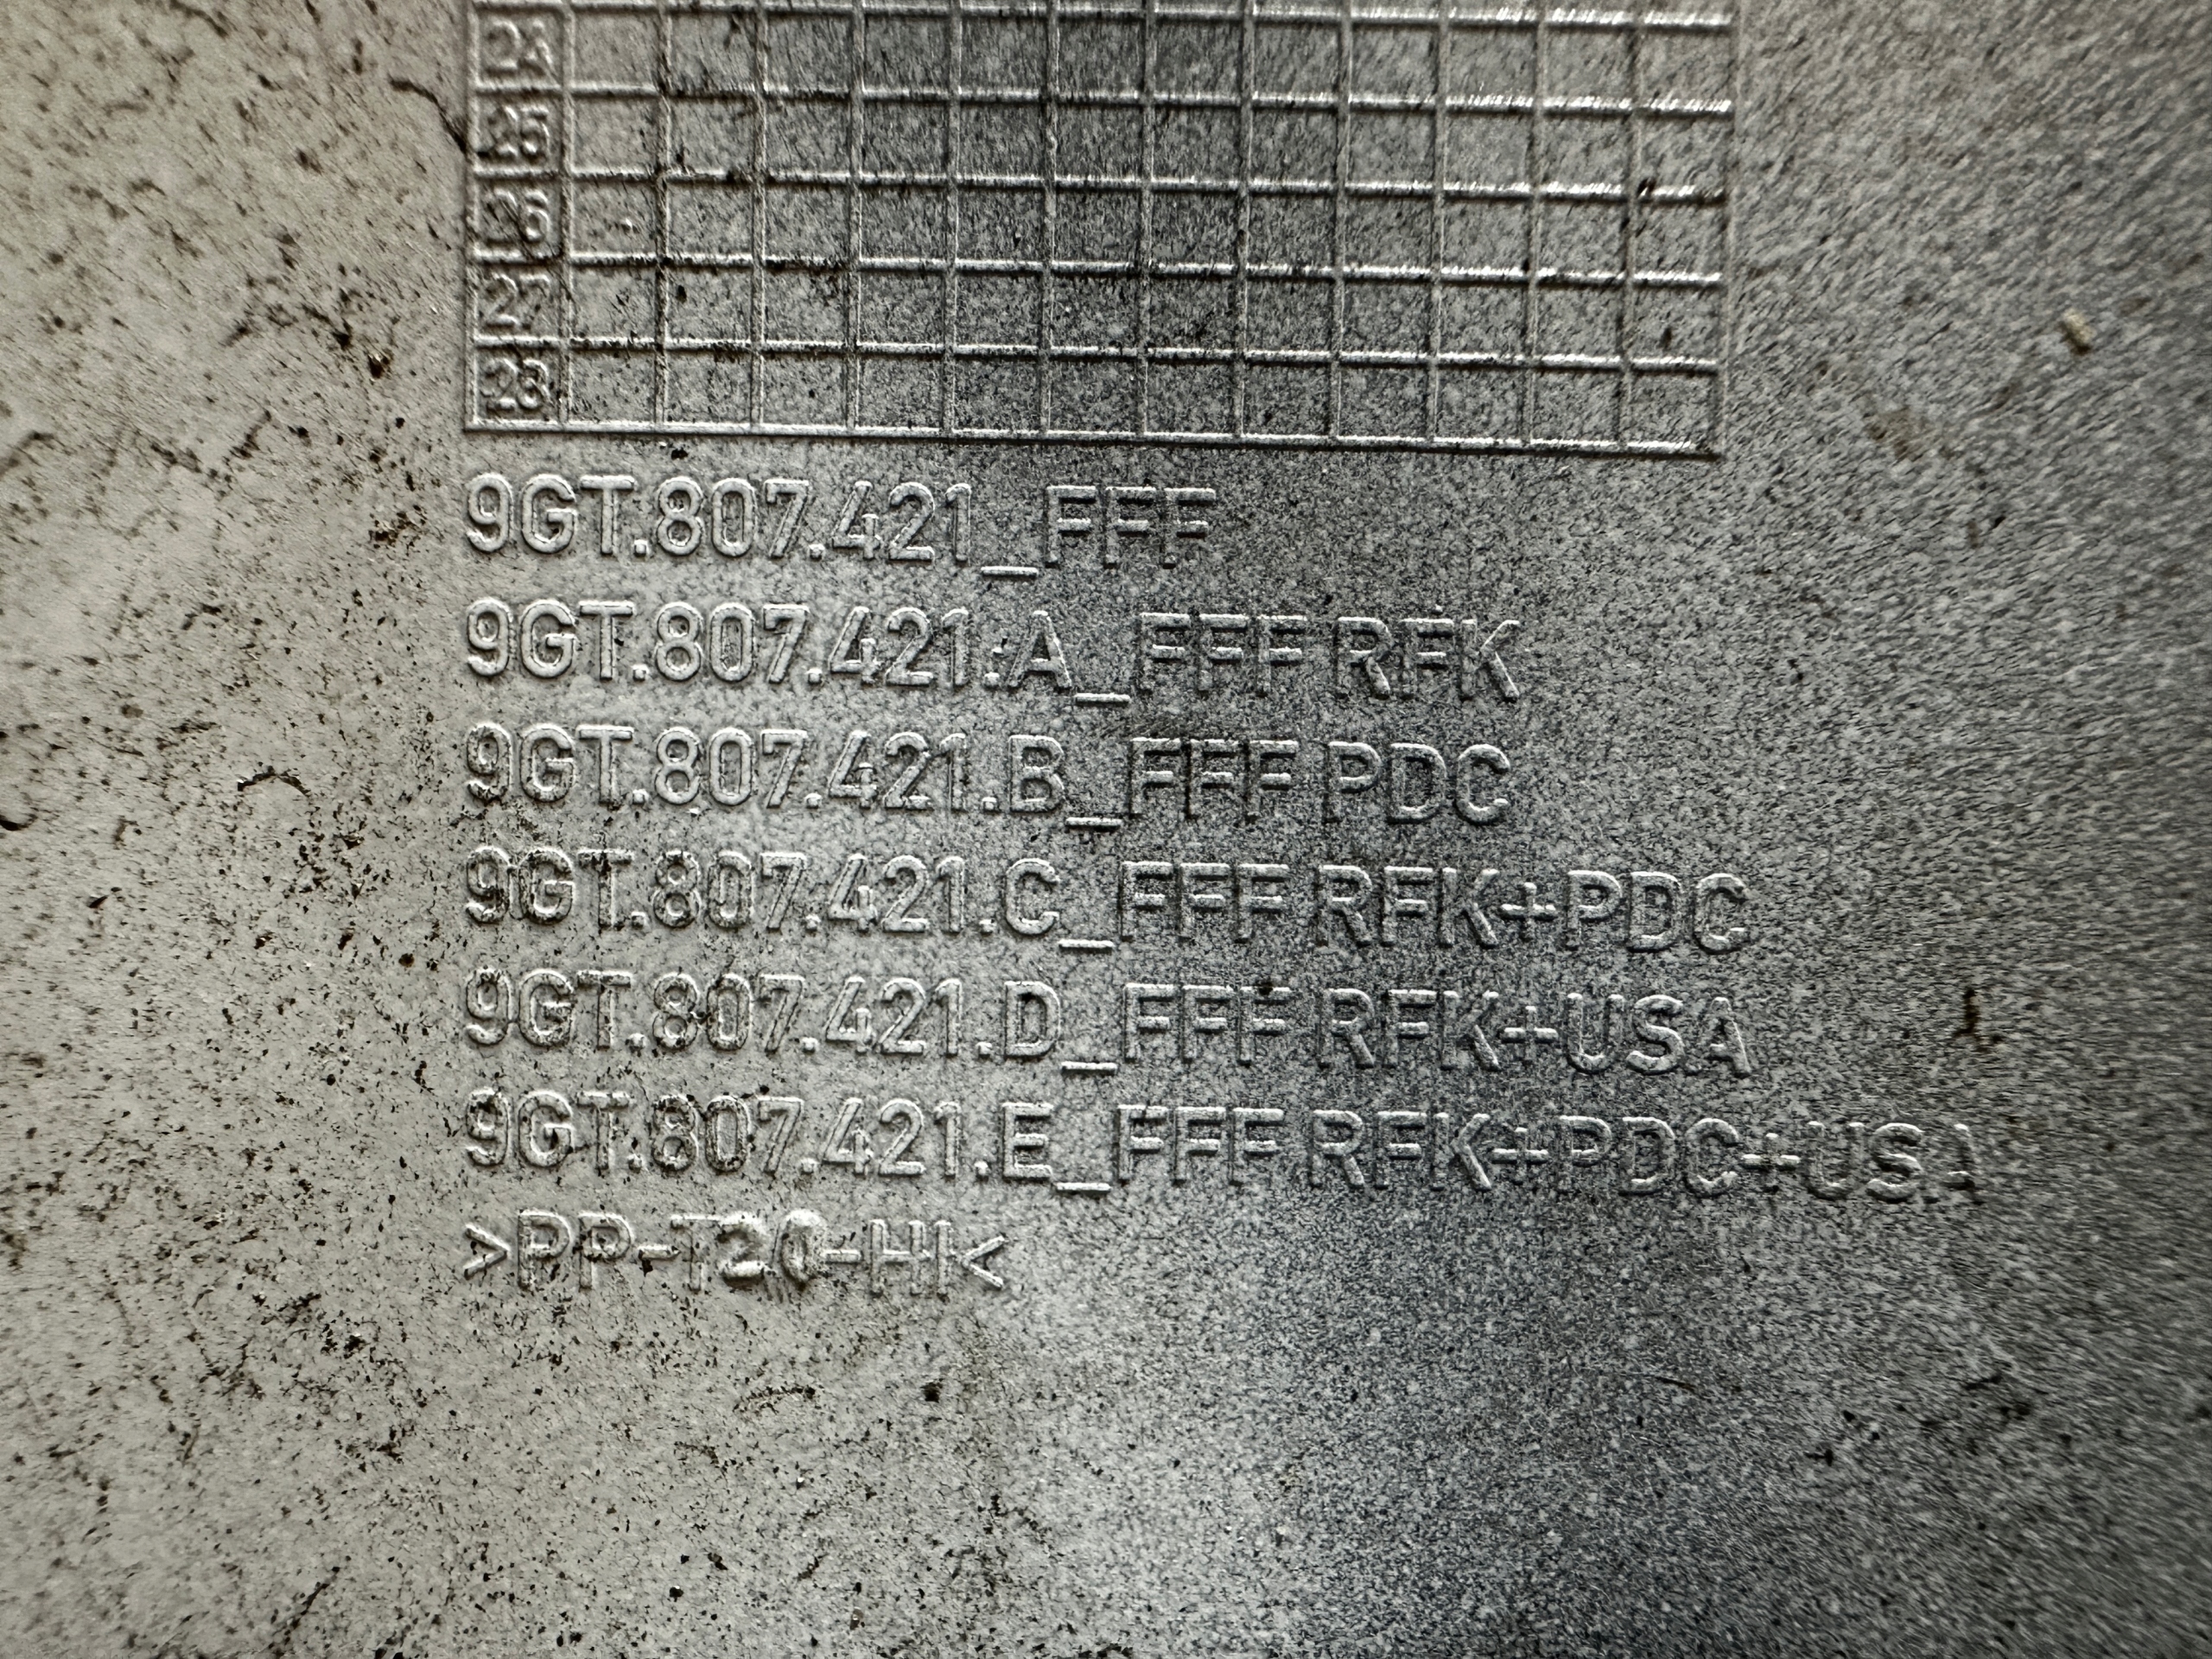 24
25
26
27
28
9GT.807.421_FFF
9GT.807.421.A_FFF RFK
9GT.807.421.B_FFF PDC
9GT.807.421.C_FFF RFK+PDC
9GT.807.421.D_FFF RFK+USA
9GT.807.421.E_FFF RFK+PDC+USA
>PP-T20-HI<